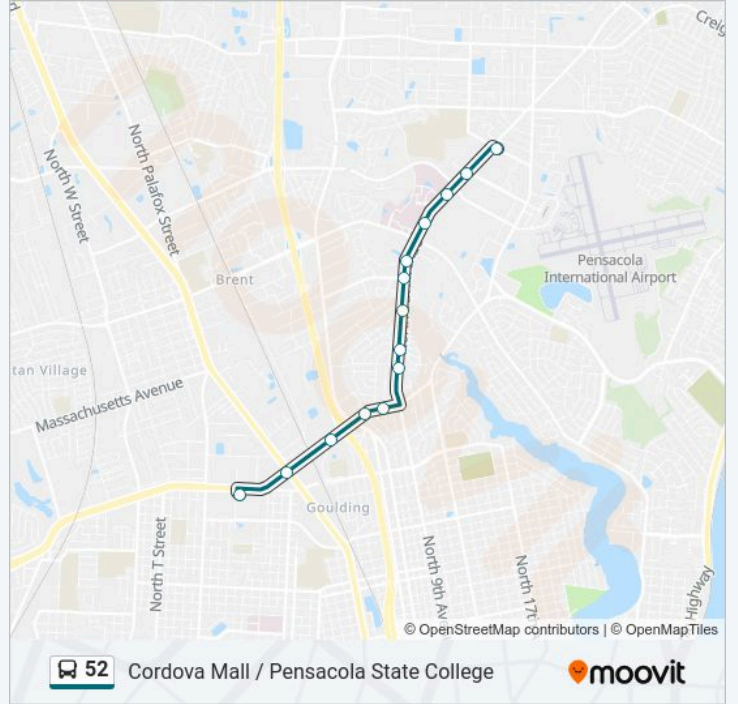 Creig
North W Street
North Palafox Street
Pensacola
International Airport
Brent
tan Village
Massachusetts Avenue
Goulding
North T Street
North 9th Av
North 17t
Highway
© OpenStreetMap contributors | © OpenMapTiles
52 Cordova Mall / Pensacola State College
moovit